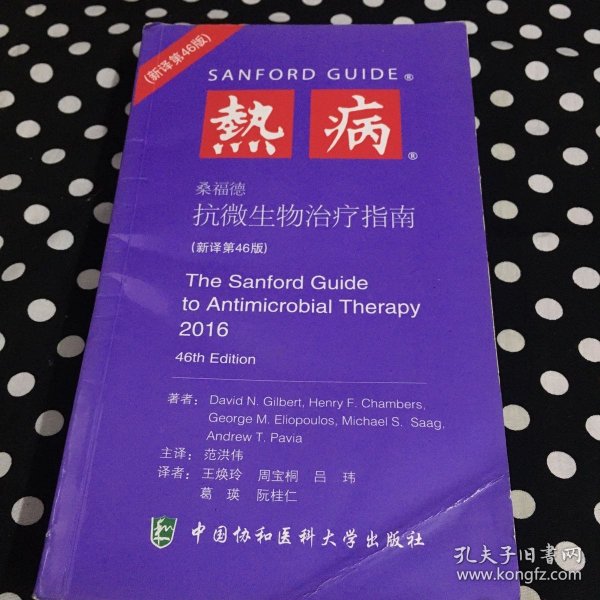 (新译第46版)
SANFORD GUIDE®
熱病®
桑福德
抗微生物治疗指南
(新译第46版)
The Sanford Guide
to Antimicrobial Therapy
2016
46th Edition
著者： David N. Gilbert, Henry F. Chambers,
George M. Eliopoulos, Michael S. Saag,
Andrew T. Pavia
主译： 范洪伟
译者： 王焕玲 周宝桐 吕玮
葛瑛 阮桂仁
中国协和医科大学出版社
孔夫子旧书网
www.kongfz.com